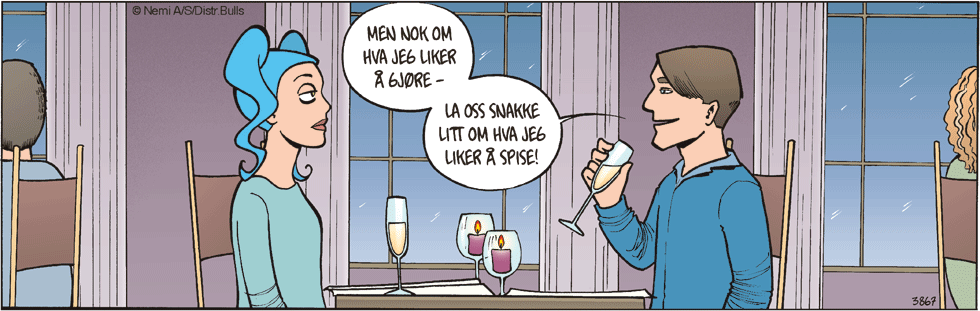 © Nemi A/S/Distr.Bulls
MEN NOK OM
HVA JEG LIKER
Å GJØRE –
LA OSS SNAKKE
LITT OM HVA JEG
LIKER Å SPISE!
3867